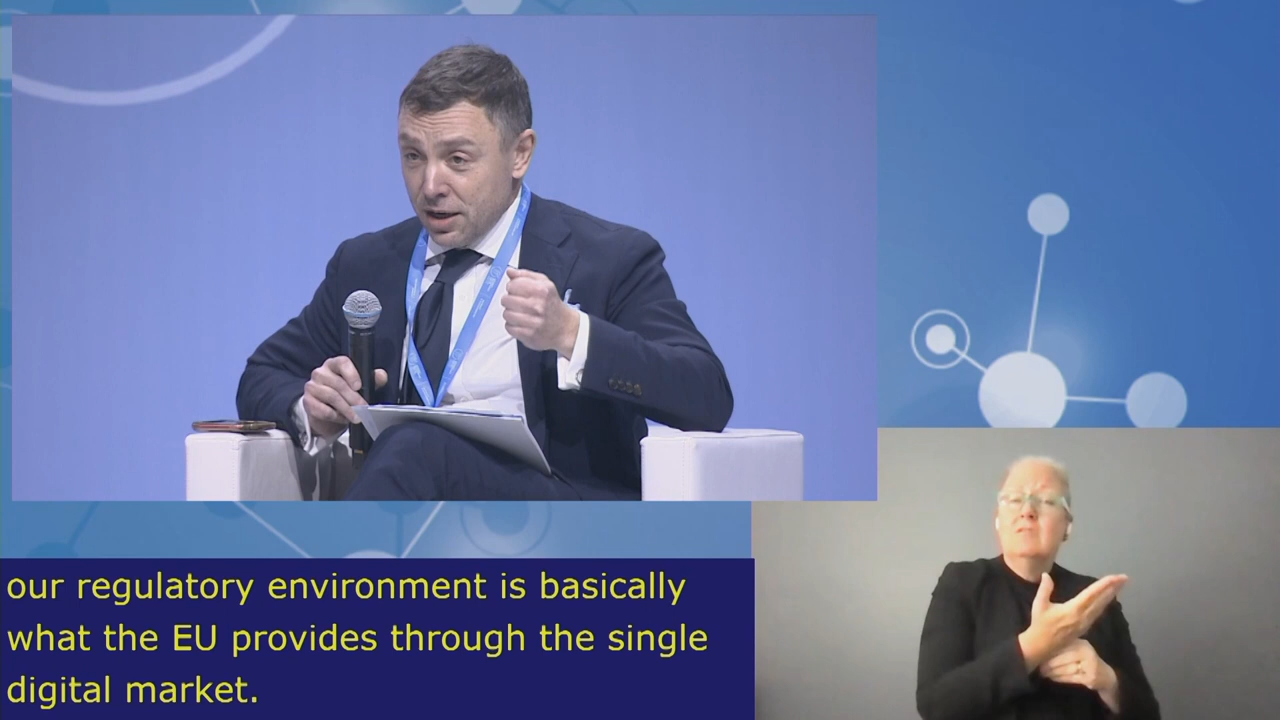 our regulatory environment is basically
what the EU provides through the single
digital market.